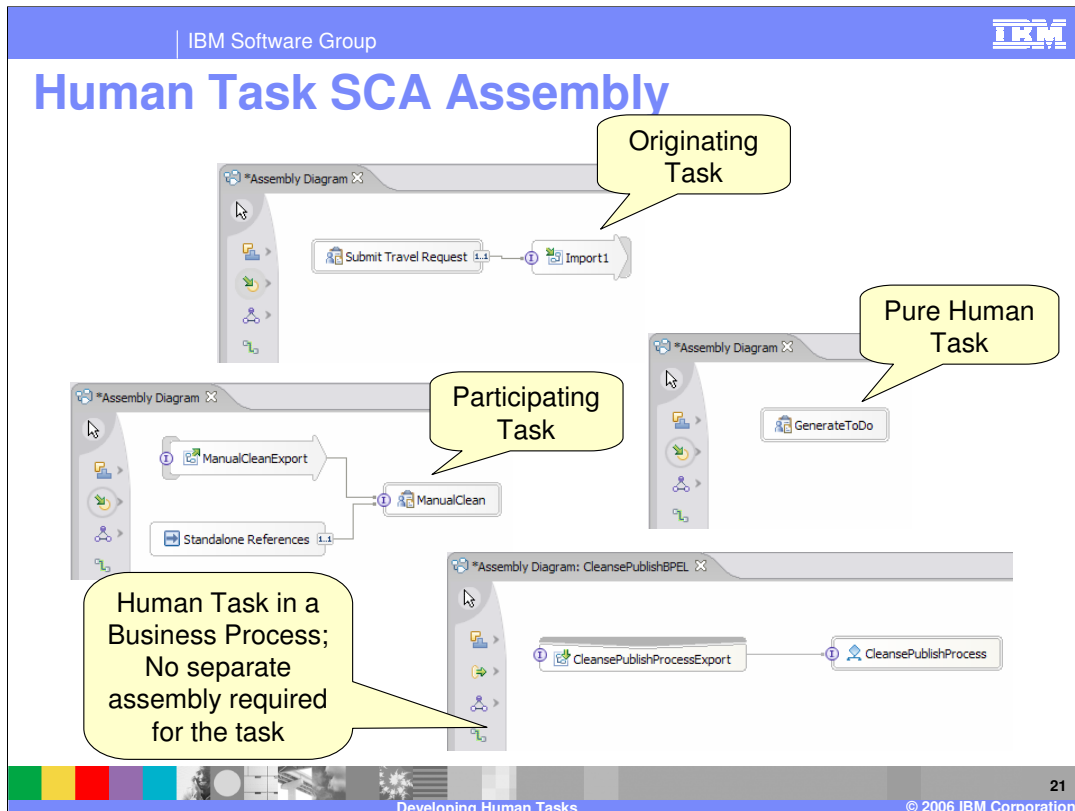 IBM Software Group
IBM
Human Task SCA Assembly
Originating
Task
*Assembly Diagram
Submit Travel Request
1..1
Import1
Pure Human
Task
*Assembly Diagram
GenerateToDo
*Assembly Diagram
Participating
Task
ManualCleanExport
ManualClean
Standalone References
1..1
*Assembly Diagram: CleansePublishBPEL
Human Task in a
Business Process;
No separate
assembly required
for the task
CleansePublishProcessExport
CleansePublishProcess
21
Developing Human Tasks
© 2006 IBM Corporation